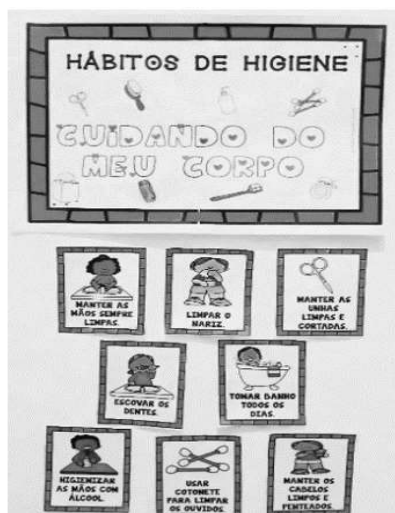 HÁBITOS DE HIGIENE
CUIDANDO DO
MEU CORPO
MANTER AS
MÃOS SEMPRE
LIMPAS.
LIMPAR O
NARIZ.
MANTER AS
UNHAS
LIMPAS E
CORTADAS.
ESCOVAR OS
DENTES.
TOMAR BANHO
TODOS OS
DIAS.
HIGIENIZAR
AS MÃOS COM
ÁLCOOL.
USAR
COTONETE
PARA LIMPAR
OS OUVIDOS.
MANTER OS
CABELOS
LIMPOS E
PENTEADOS.